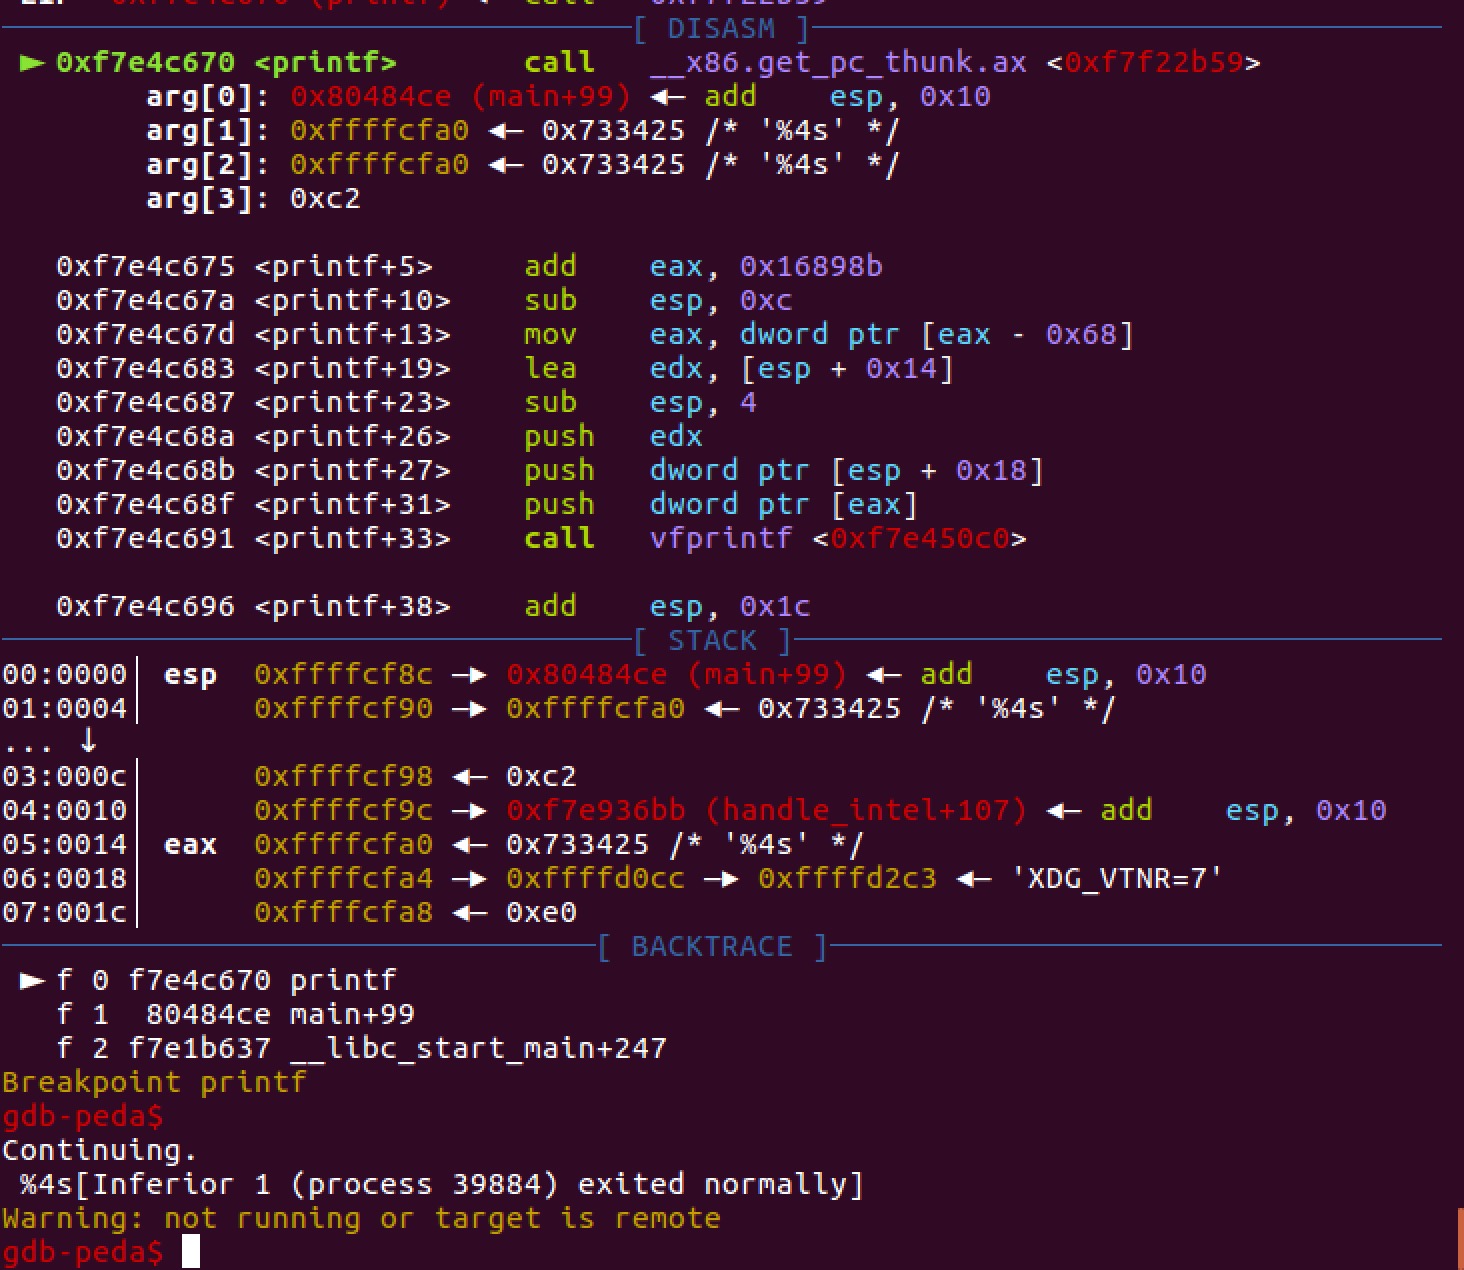 [ DISASM ]
► 0xf7e4c670 <printf> call __x86.get_pc_thunk.ax <0xf7f22b59>
arg[0]: 0x80484ce (main+99) ◄— add esp, 0x10
arg[1]: 0xffffcfa0 ◄— 0x733425 /* '%4s' */
arg[2]: 0xffffcfa0 ◄— 0x733425 /* '%4s' */
arg[3]: 0xc2
0xf7e4c675 <printf+5> add eax, 0x16898b
0xf7e4c67a <printf+10> sub esp, 0xc
0xf7e4c67d <printf+13> mov eax, dword ptr [eax - 0x68]
0xf7e4c683 <printf+19> lea edx, [esp + 0x14]
0xf7e4c687 <printf+23> sub esp, 4
0xf7e4c68a <printf+26> push edx
0xf7e4c68b <printf+27> push dword ptr [esp + 0x18]
0xf7e4c68f <printf+31> push dword ptr [eax]
0xf7e4c691 <printf+33> call vfprintf <0xf7e450c0>
0xf7e4c696 <printf+38> add esp, 0x1c
[ STACK ]
00:0000│ esp 0xffffcf8c —► 0x80484ce (main+99) ◄— add esp, 0x10
01:0004│ 0xffffcf90 —► 0xffffcfa0 ◄— 0x733425 /* '%4s' */
... ↓
03:000c│ 0xffffcf98 ◄— 0xc2
04:0010│ 0xffffcf9c —► 0xf7e936bb (handle_intel+107) ◄— add esp, 0x10
05:0014│ eax 0xffffcfa0 ◄— 0x733425 /* '%4s' */
06:0018│ 0xffffcfa4 —► 0xffffd0cc —► 0xffffd2c3 ◄— 'XDG_VTNR=7'
07:001c│ 0xffffcfa8 ◄— 0xe0
[ BACKTRACE ]
► f 0 f7e4c670 printf
f 1 80484ce main+99
f 2 f7e1b637 __libc_start_main+247
Breakpoint printf
gdb-peda$
Continuing.
%4s[Inferior 1 (process 39884) exited normally]
Warning: not running or target is remote
gdb-peda$